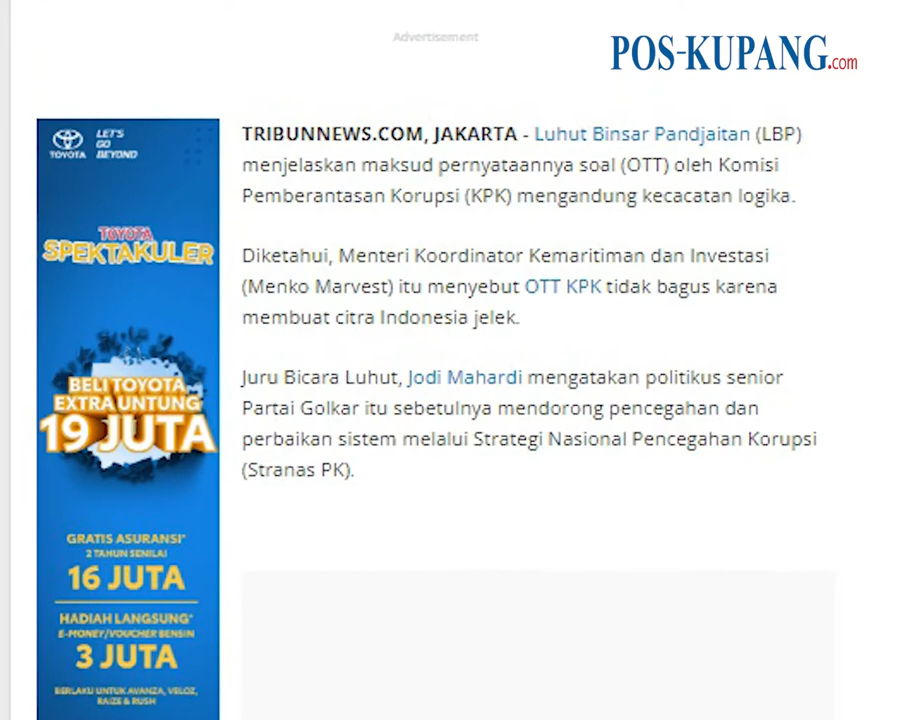 Advertisement
POS-KUPANG.com
TOYOTA
LET'S
GO
BEYOND
TOYOTA
SPEKTAKULER
BELI TOYOTA
EXTRA UNTUNG
19 JUTA
GRATIS ASURANSI*
2 TAHUN SENILAI
16 JUTA
HADIAH LANGSUNG*
E-MONEY/VOUCHER BENSIN
3 JUTA
BERLAKU UNTUK AVANZA, VELOZ,
RAIZE & RUSH
TRIBUNNEWS.COM, JAKARTA - Luhut Binsar Pandjaitan (LBP)
menjelaskan maksud pernyataannya soal (OTT) oleh Komisi
Pemberantasan Korupsi (KPK) mengandung kecacatan logika.
Diketahui, Menteri Koordinator Kemaritiman dan Investasi
(Menko Marvest) itu menyebut OTT KPK tidak bagus karena
membuat citra Indonesia jelek.
Juru Bicara Luhut, Jodi Mahardi mengatakan politikus senior
Partai Golkar itu sebetulnya mendorong pencegahan dan
perbaikan sistem melalui Strategi Nasional Pencegahan Korupsi
(Stranas PK).